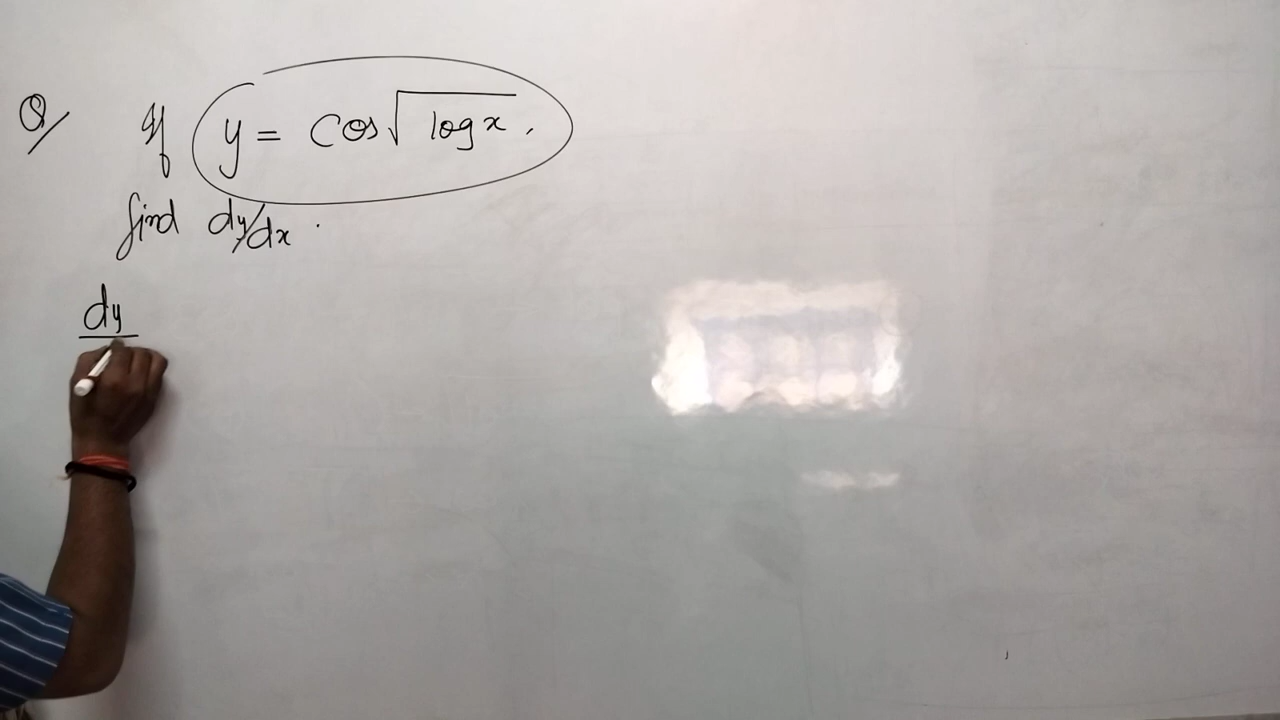 Q/ If y = cos√log x.
find dy/dx.
dy